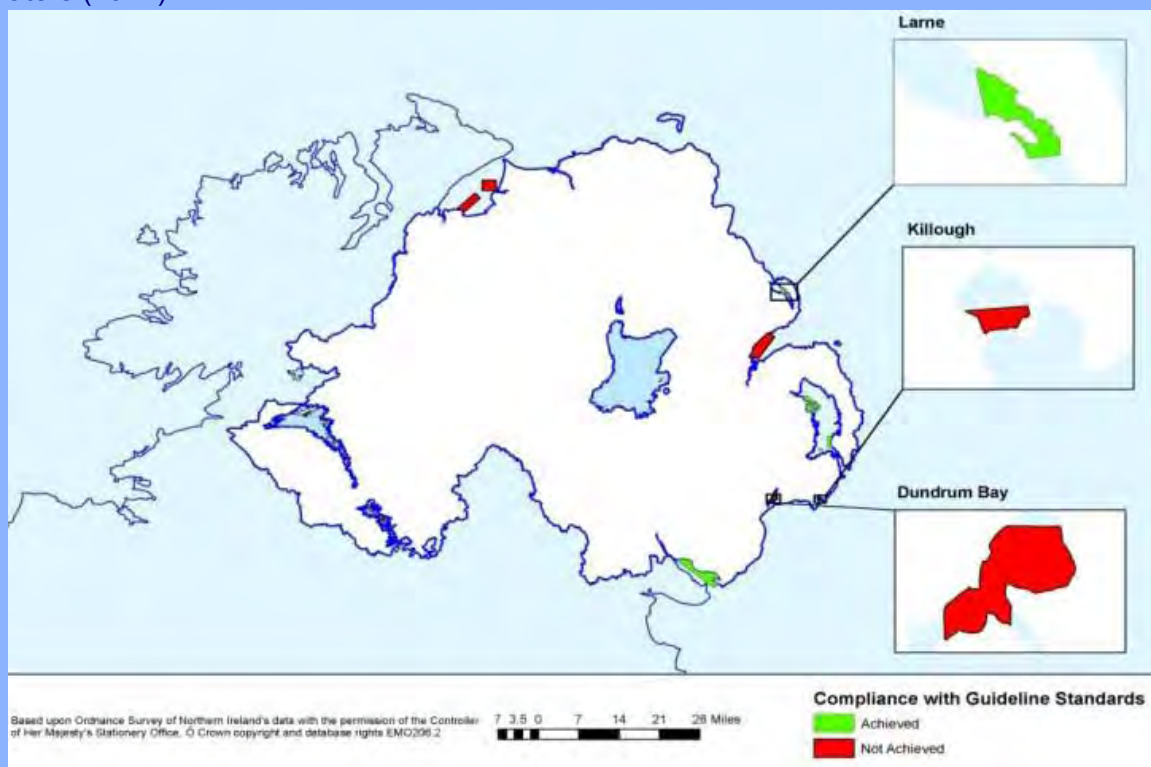 Larne
Killough
Dundrum Bay
Compliance with Guideline Standards
Achieved
Not Achieved
Based upon Ordnance Survey of Northern Ireland's data with the permission of the Controller
of Her Majesty's Stationery Office, © Crown copyright and database rights EMO206.2
7 3.5 0 7 14 21 28 Miles